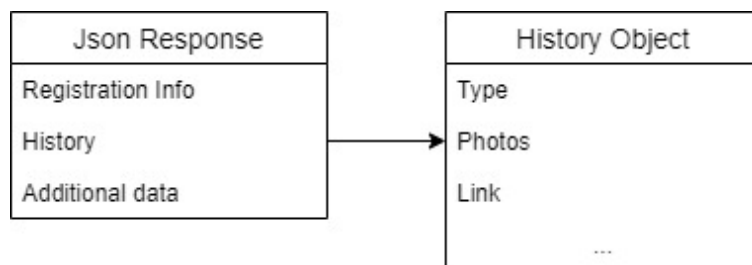 Json Response
Registration Info
History
Additional data
History Object
Type
Photos
Link
...